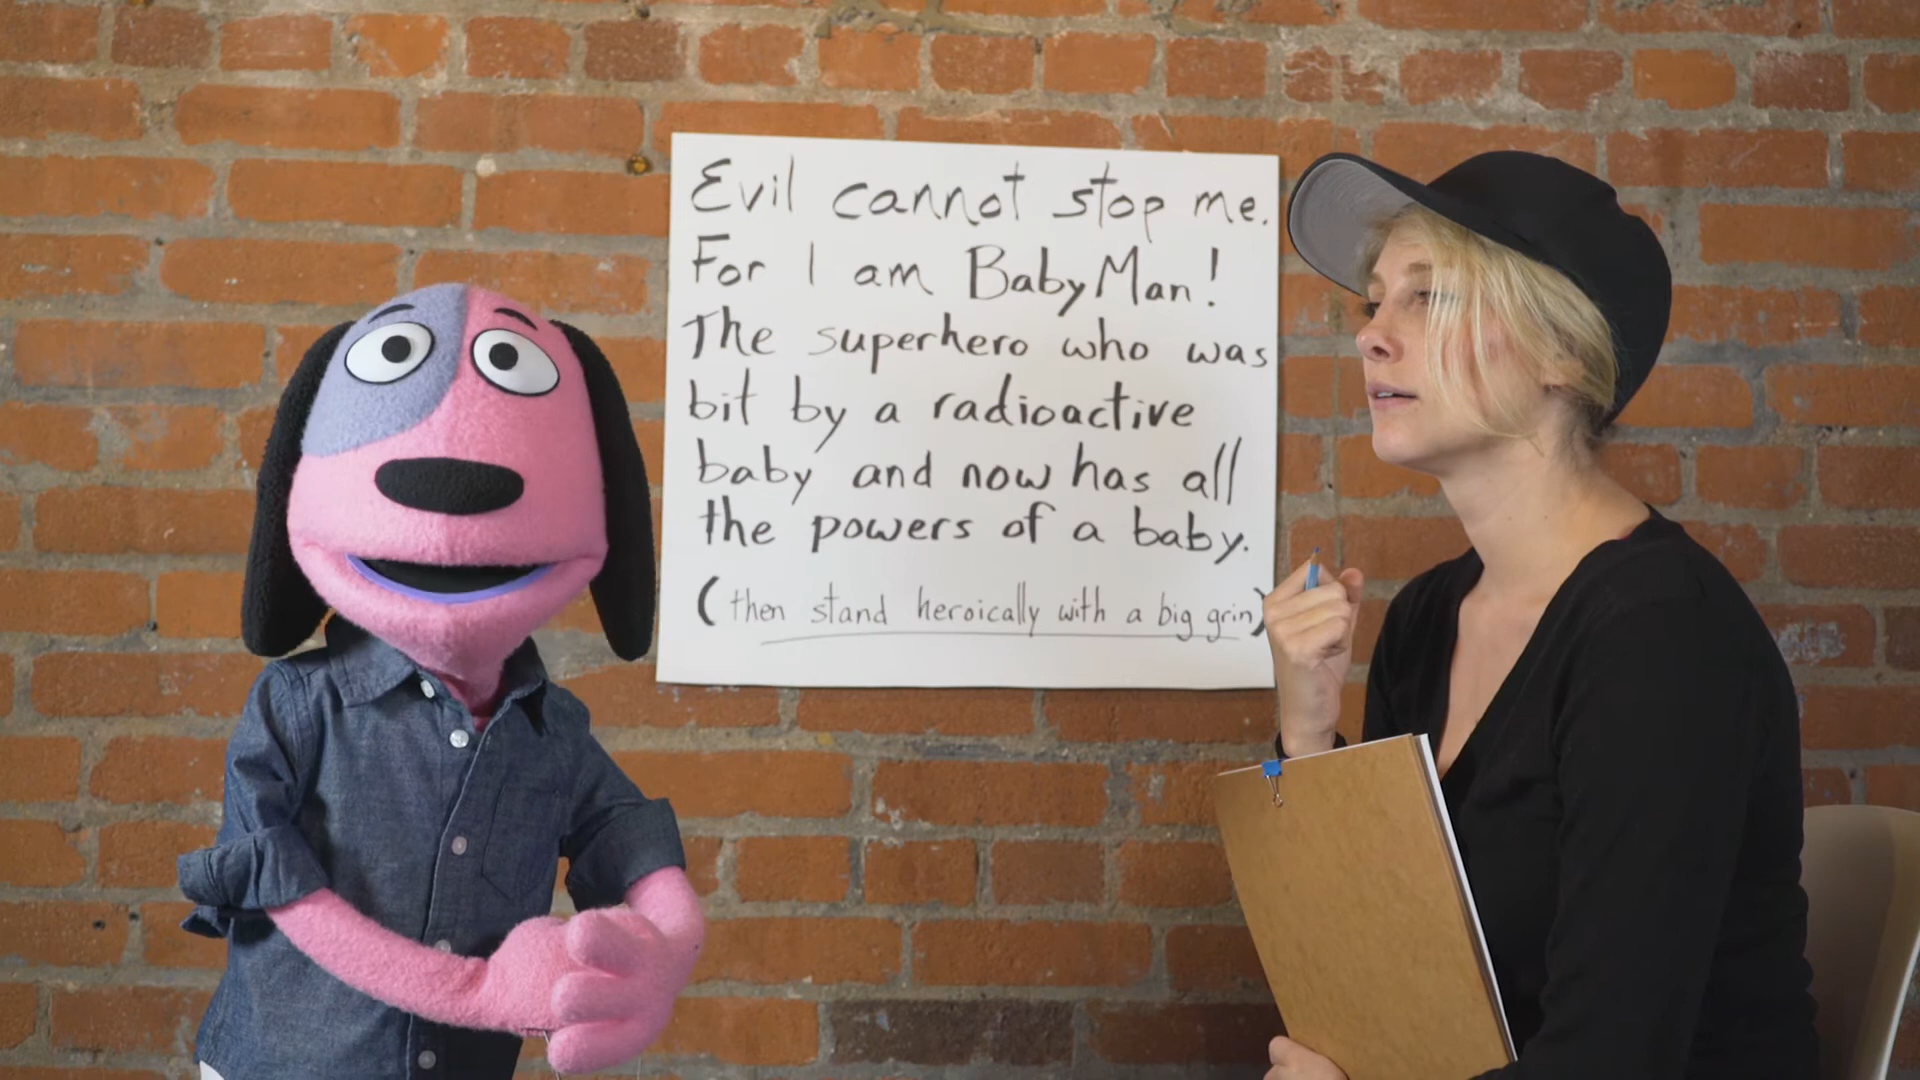 Evil cannot stop me.
For I am BabyMan!
The superhero who was
bit by a radioactive
baby and now has all
the powers of a baby.
(then stand heroically with a big grin)